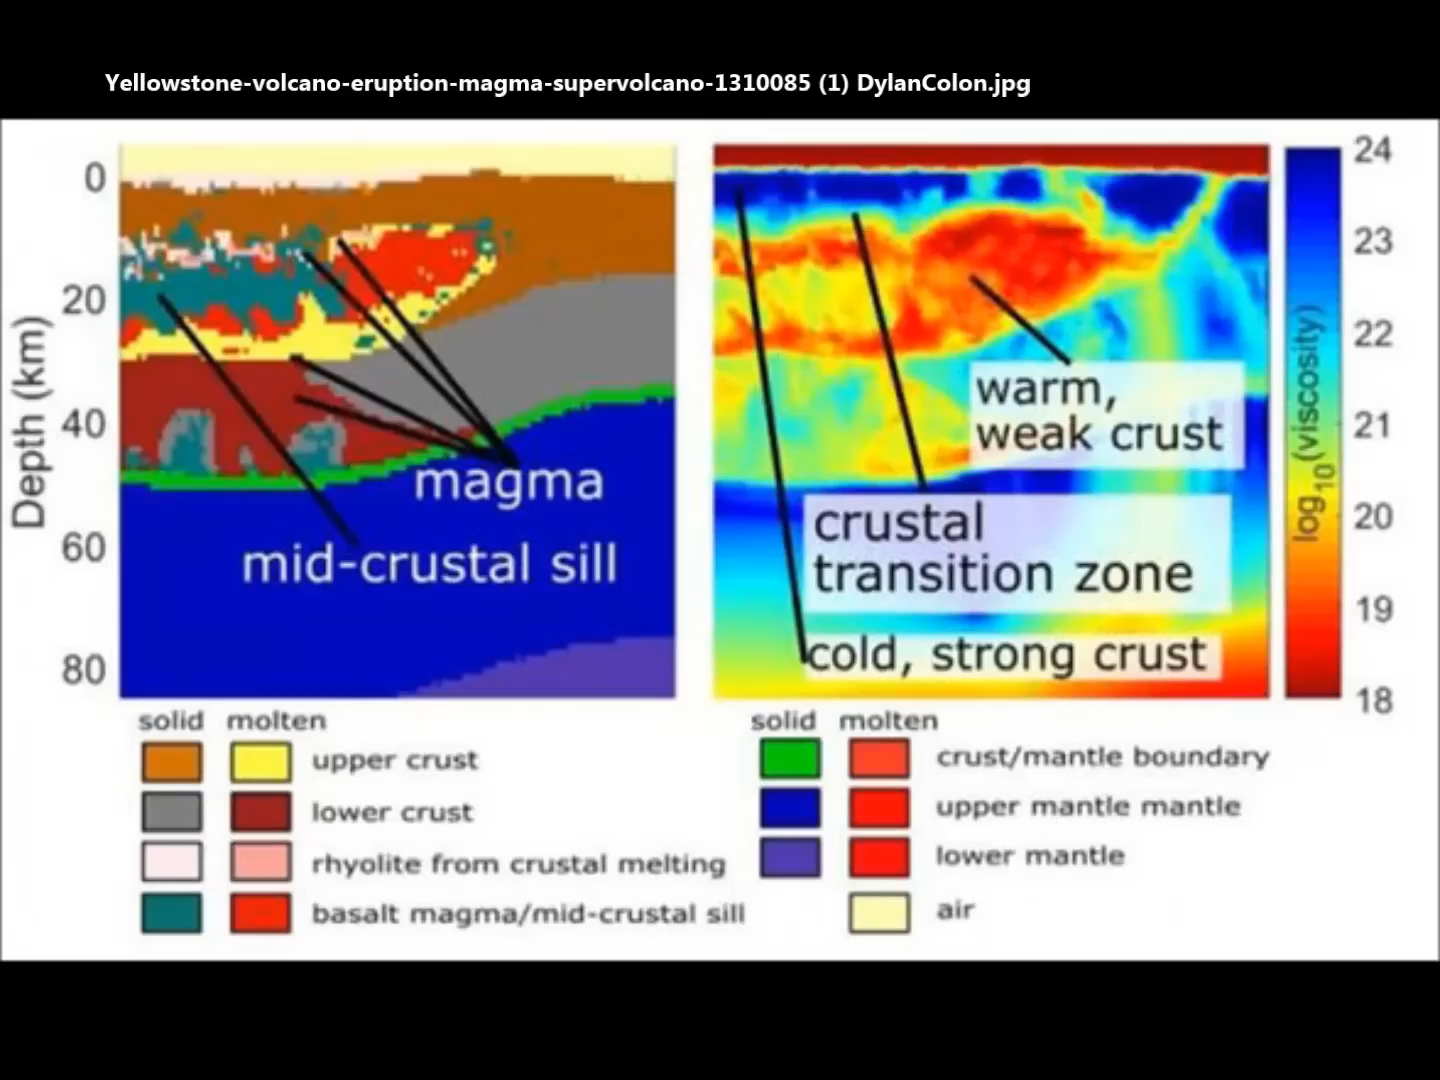 Yellowstone-volcano-eruption-magma-supervolcano-1310085 (1) DylanColon.jpg
0
20
40
60
80
Depth (km)
magma
mid-crustal sill
warm,
weak crust
crustal
transition zone
cold, strong crust
24
23
22
21
20
19
18
log10(viscosity)
solid molten
upper crust
lower crust
rhyolite from crustal melting
basalt magma/mid-crustal sill
solid molten
crust/mantle boundary
upper mantle mantle
lower mantle
air